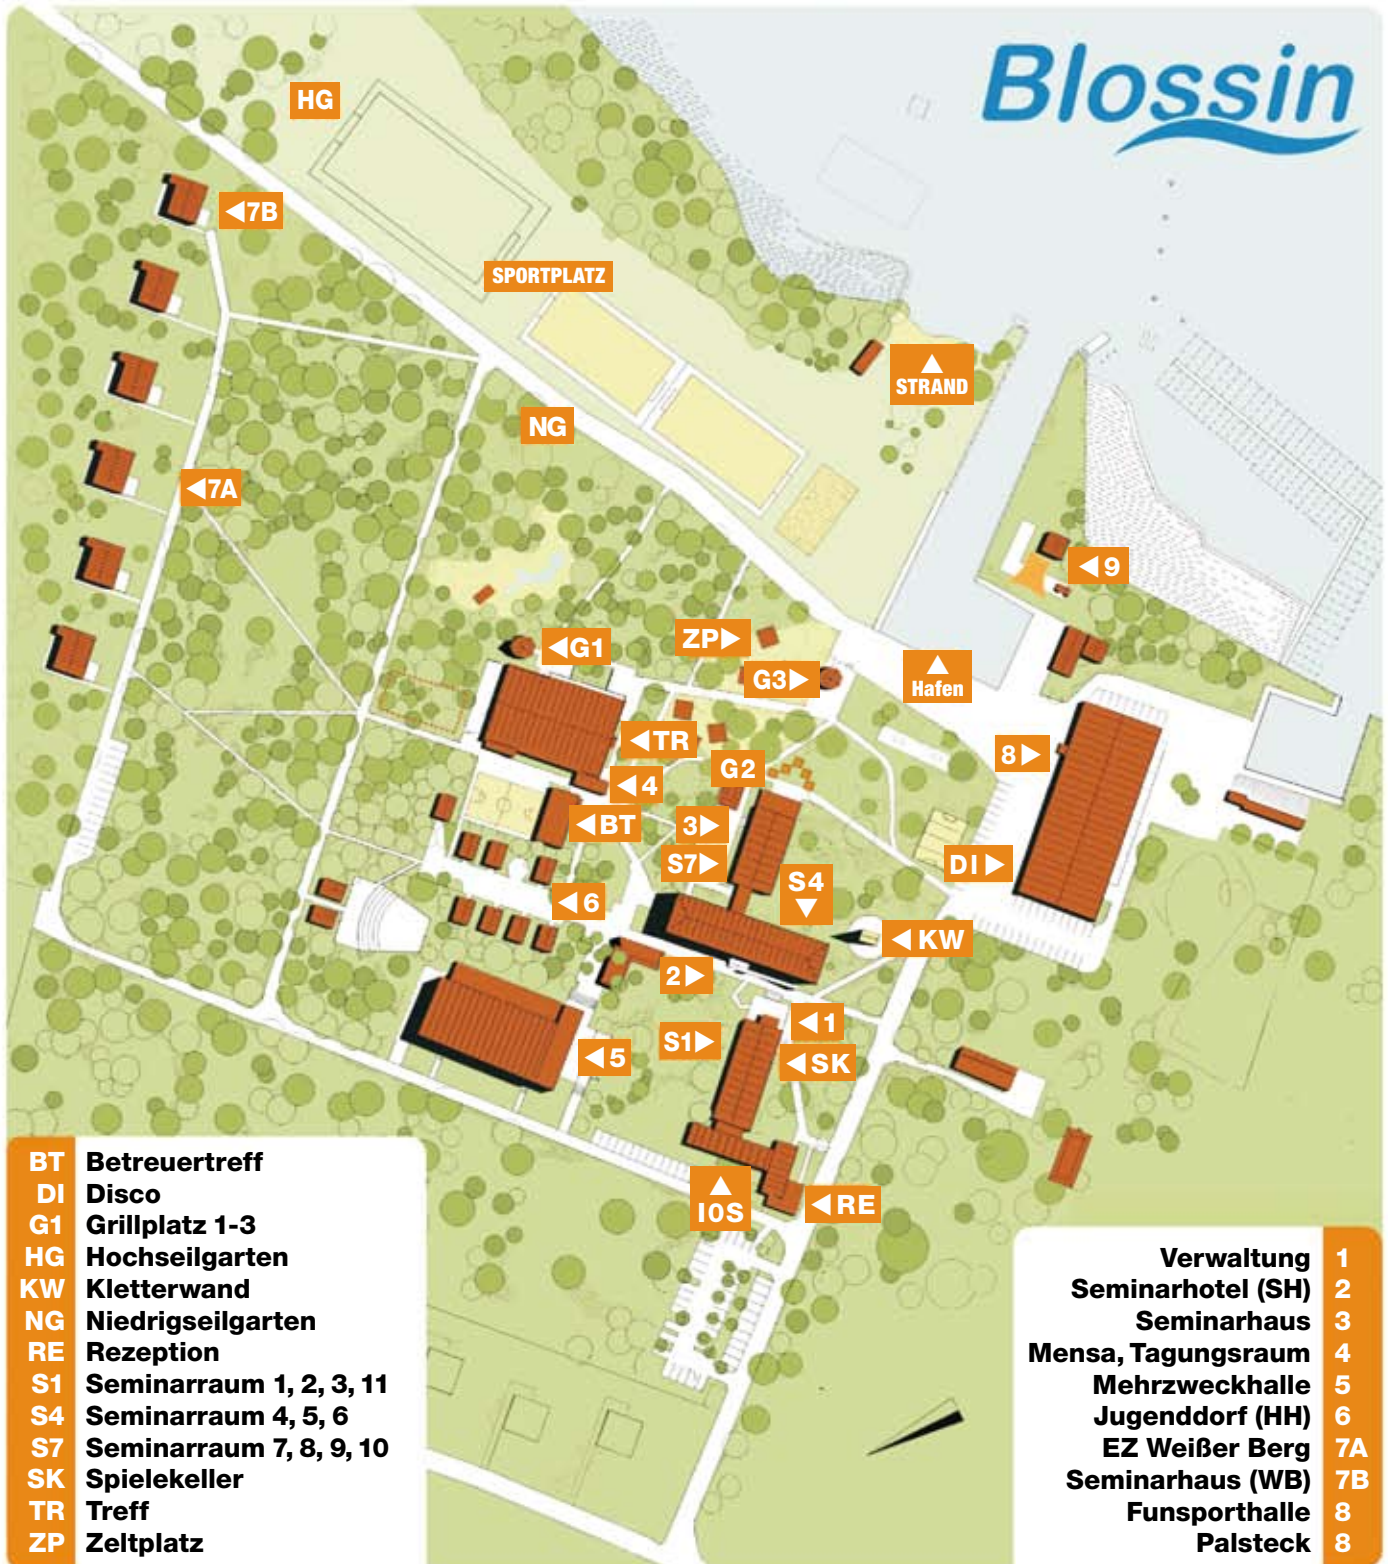 Blossin
HG
◀7B
SPORTPLATZ
▲
STRAND
NG
◀7A
◀9
ZP▶
◀G1
G3▶
▲
Hafen
◀TR
8▶
G2
◀4
◀BT
3▶
S7▶
DI▶
S4
▼
◀6
◀KW
2▶
◀1
S1▶
◀SK
◀5
▲
I0S
◀RE
BT Betreuertreff
DI Disco
G1 Grillplatz 1-3
HG Hochseilgarten
KW Kletterwand
NG Niedrigseilgarten
RE Rezeption
S1 Seminarraum 1, 2, 3, 11
S4 Seminarraum 4, 5, 6
S7 Seminarraum 7, 8, 9, 10
SK Spielekeller
TR Treff
ZP Zeltplatz
Verwaltung 1
Seminarhotel (SH) 2
Seminarhaus 3
Mensa, Tagungsraum 4
Mehrzweckhalle 5
Jugenddorf (HH) 6
EZ Weißer Berg 7A
Seminarhaus (WB) 7B
Funsporthalle 8
Palsteck 8